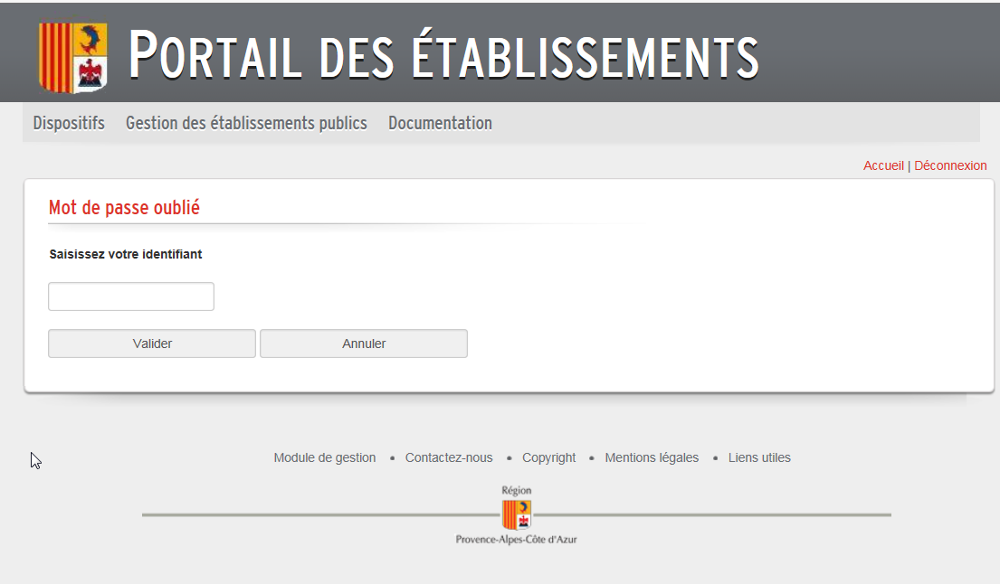 PORTAIL DES ÉTABLISSEMENTS
Dispositifs Gestion des établissements publics Documentation
Accueil | Déconnexion
Mot de passe oublié
Saisissez votre identifiant
Valider Annuler
Module de gestion • Contactez-nous • Copyright • Mentions légales • Liens utiles
Région
Provence-Alpes-Côte d'Azur